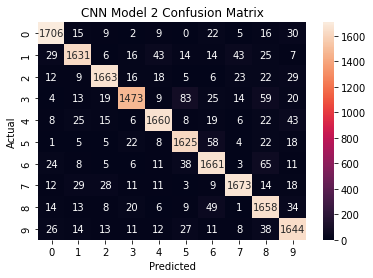 CNN Model 2 Confusion Matrix
0 1706 15 9 2 9 0 22 5 16 30
1 29 1631 6 16 43 14 14 43 25 7
2 12 9 1663 16 18 5 6 23 22 29
3 4 13 19 1473 9 83 25 14 59 20
4 8 25 15 6 1660 8 19 6 22 43
5 1 5 5 22 8 1625 58 4 22 18
6 24 8 5 6 11 38 1661 3 65 11
7 12 29 28 11 11 3 9 1673 14 18
8 14 13 8 20 6 9 49 1 1658 34
9 26 14 13 11 12 27 11 8 38 1644
0 1 2 3 4 5 6 7 8 9
Actual
Predicted
1600
1400
1200
1000
800
600
400
200
0